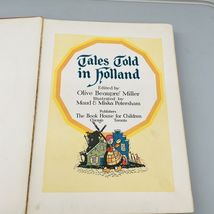 Tales Told
in Holland
Edited by
Olive Beaupré Miller
Illustrated by
Maud & Miska Petersham
Publishers
The Book House for Children
Chicago Toronto